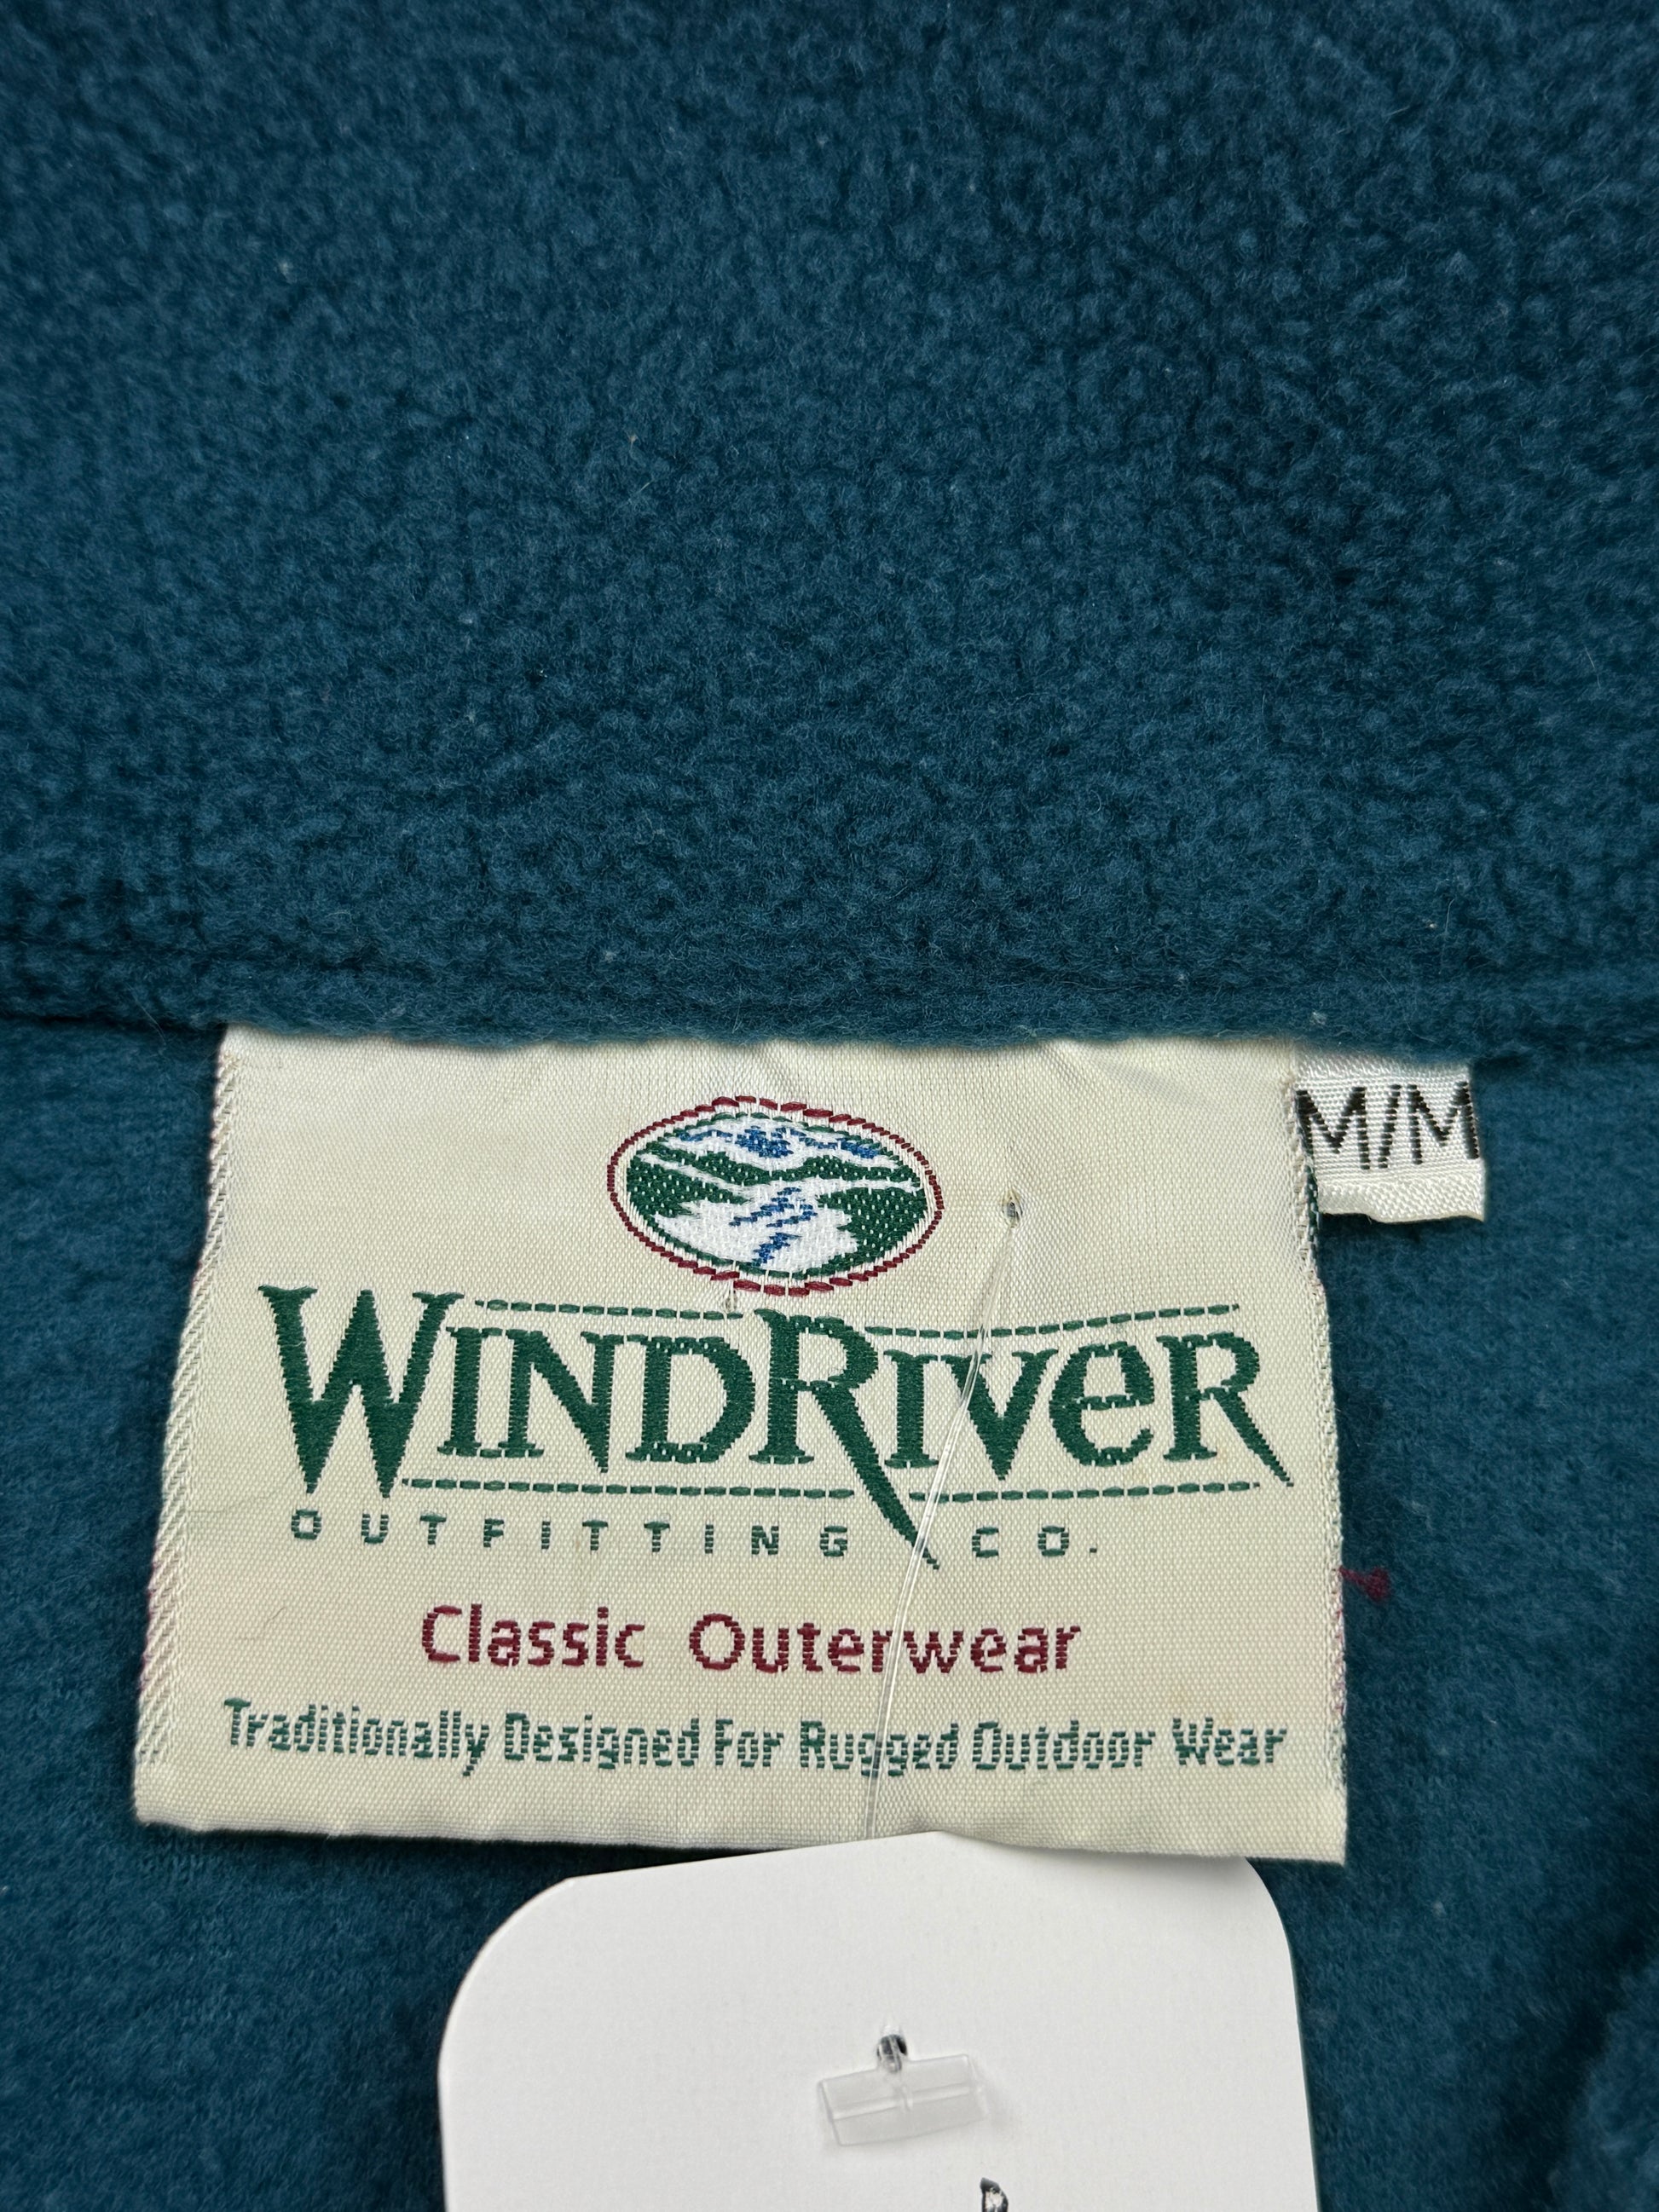 M/M
WINDRIVER
OUTFITTING CO.
Classic Outerwear
Traditionally Designed For Rugged Outdoor Wear